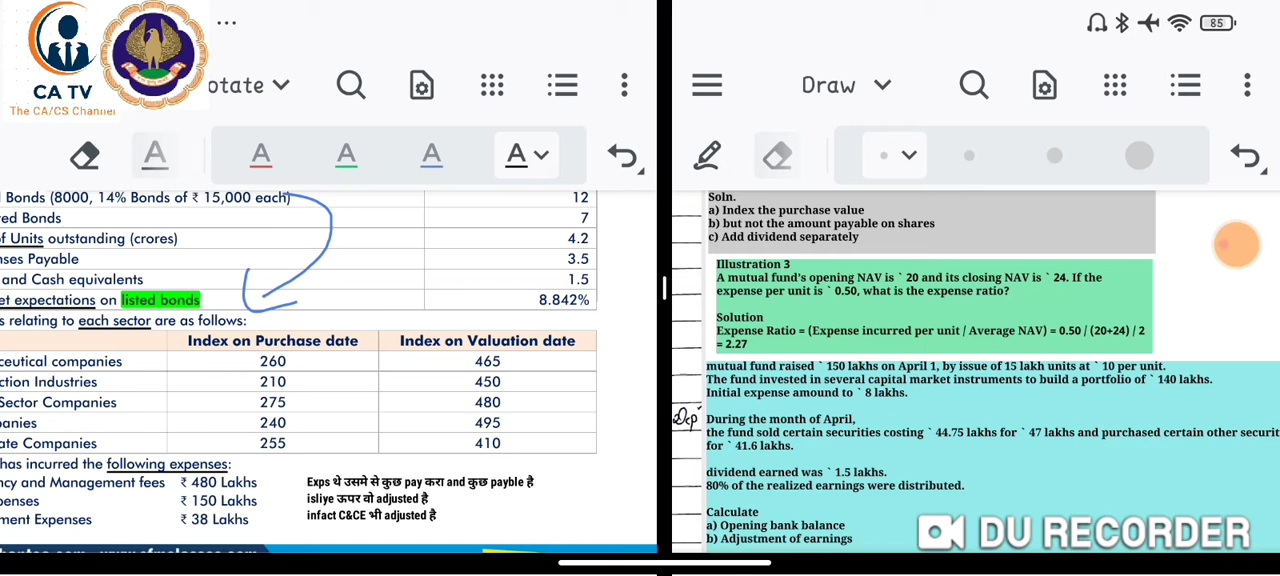 CA TV
The CA/CS Channel
otate
Draw
85
Bonds (8000, 14% Bonds of ₹ 15,000 each) 12
ed Bonds 7
of Units outstanding (crores) 4.2
nses Payable 3.5
and Cash equivalents 1.5
et expectations on listed bonds 8.842%
s relating to each sector are as follows:
Index on Purchase date Index on Valuation date
ceutical companies 260 465
ction Industries 210 450
Sector Companies 275 480
panies 240 495
ate Companies 255 410
has incurred the following expenses:
ncy and Management fees ₹ 480 Lakhs
penses ₹ 150 Lakhs
ment Expenses ₹ 38 Lakhs
Exps थे उसमे से कुछ pay करा and कुछ payble है
isliye ऊपर वो adjusted है
infact C&CE भी adjusted है
Soln.
a) Index the purchase value
b) but not the amount payable on shares
c) Add dividend separately
Illustration 3
A mutual fund's opening NAV is ` 20 and its closing NAV is ` 24. If the
expense per unit is ` 0.50, what is the expense ratio?
Solution
Expense Ratio = (Expense incurred per unit / Average NAV) = 0.50 / (20+24) / 2
= 2.27
mutual fund raised ` 150 lakhs on April 1, by issue of 15 lakh units at ` 10 per unit.
The fund invested in several capital market instruments to build a portfolio of ` 140 lakhs.
Initial expense amound to ` 8 lakhs.
During the month of April,
the fund sold certain securities costing ` 44.75 lakhs for ` 47 lakhs and purchased certain other securit
for ` 41.6 lakhs.
dividend earned was ` 1.5 lakhs.
80% of the realized earnings were distributed.
Calculate
a) Opening bank balance
b) Adjustment of earnings
DU RECORDER